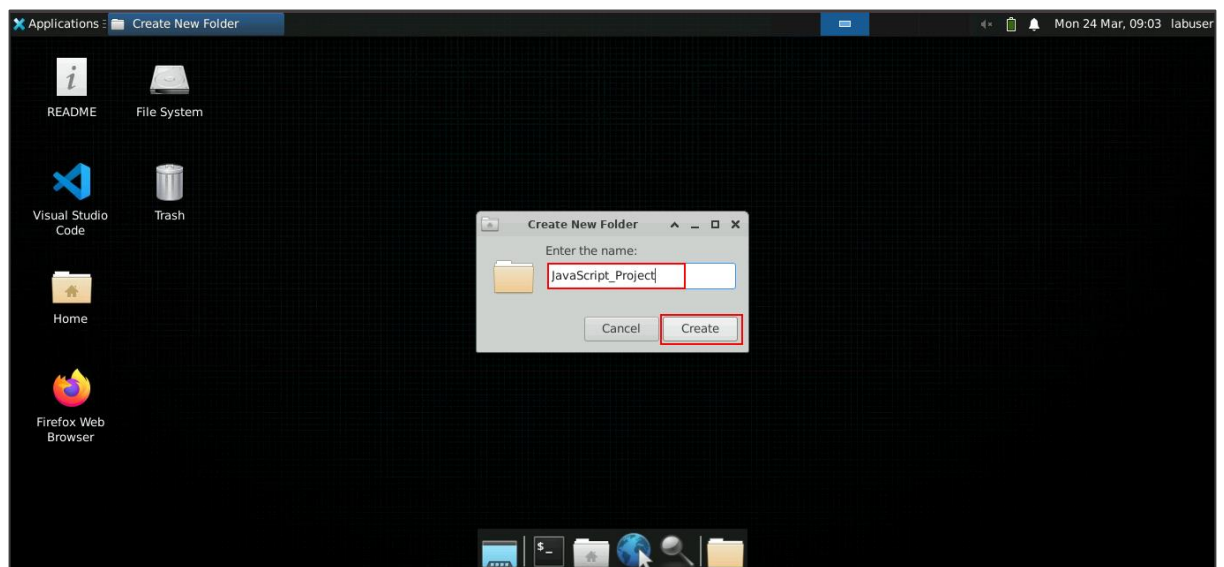 Applications Create New Folder Mon 24 Mar, 09:03 labuser
README File System
Visual Studio
Code
Trash
Home
Firefox Web
Browser
Create New Folder
Enter the name:
JavaScript_Project
Cancel Create
$_